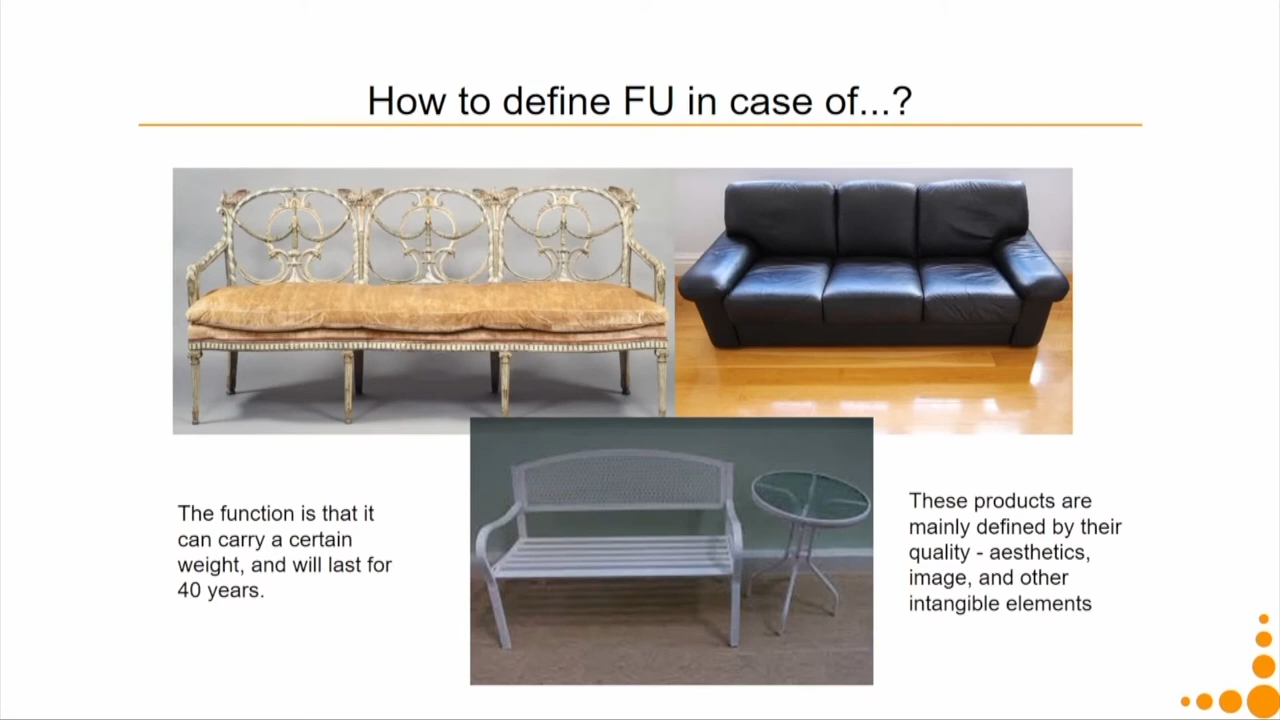 How to define FU in case of...?
The function is that it
can carry a certain
weight, and will last for
40 years.
These products are
mainly defined by their
quality - aesthetics,
image, and other
intangible elements